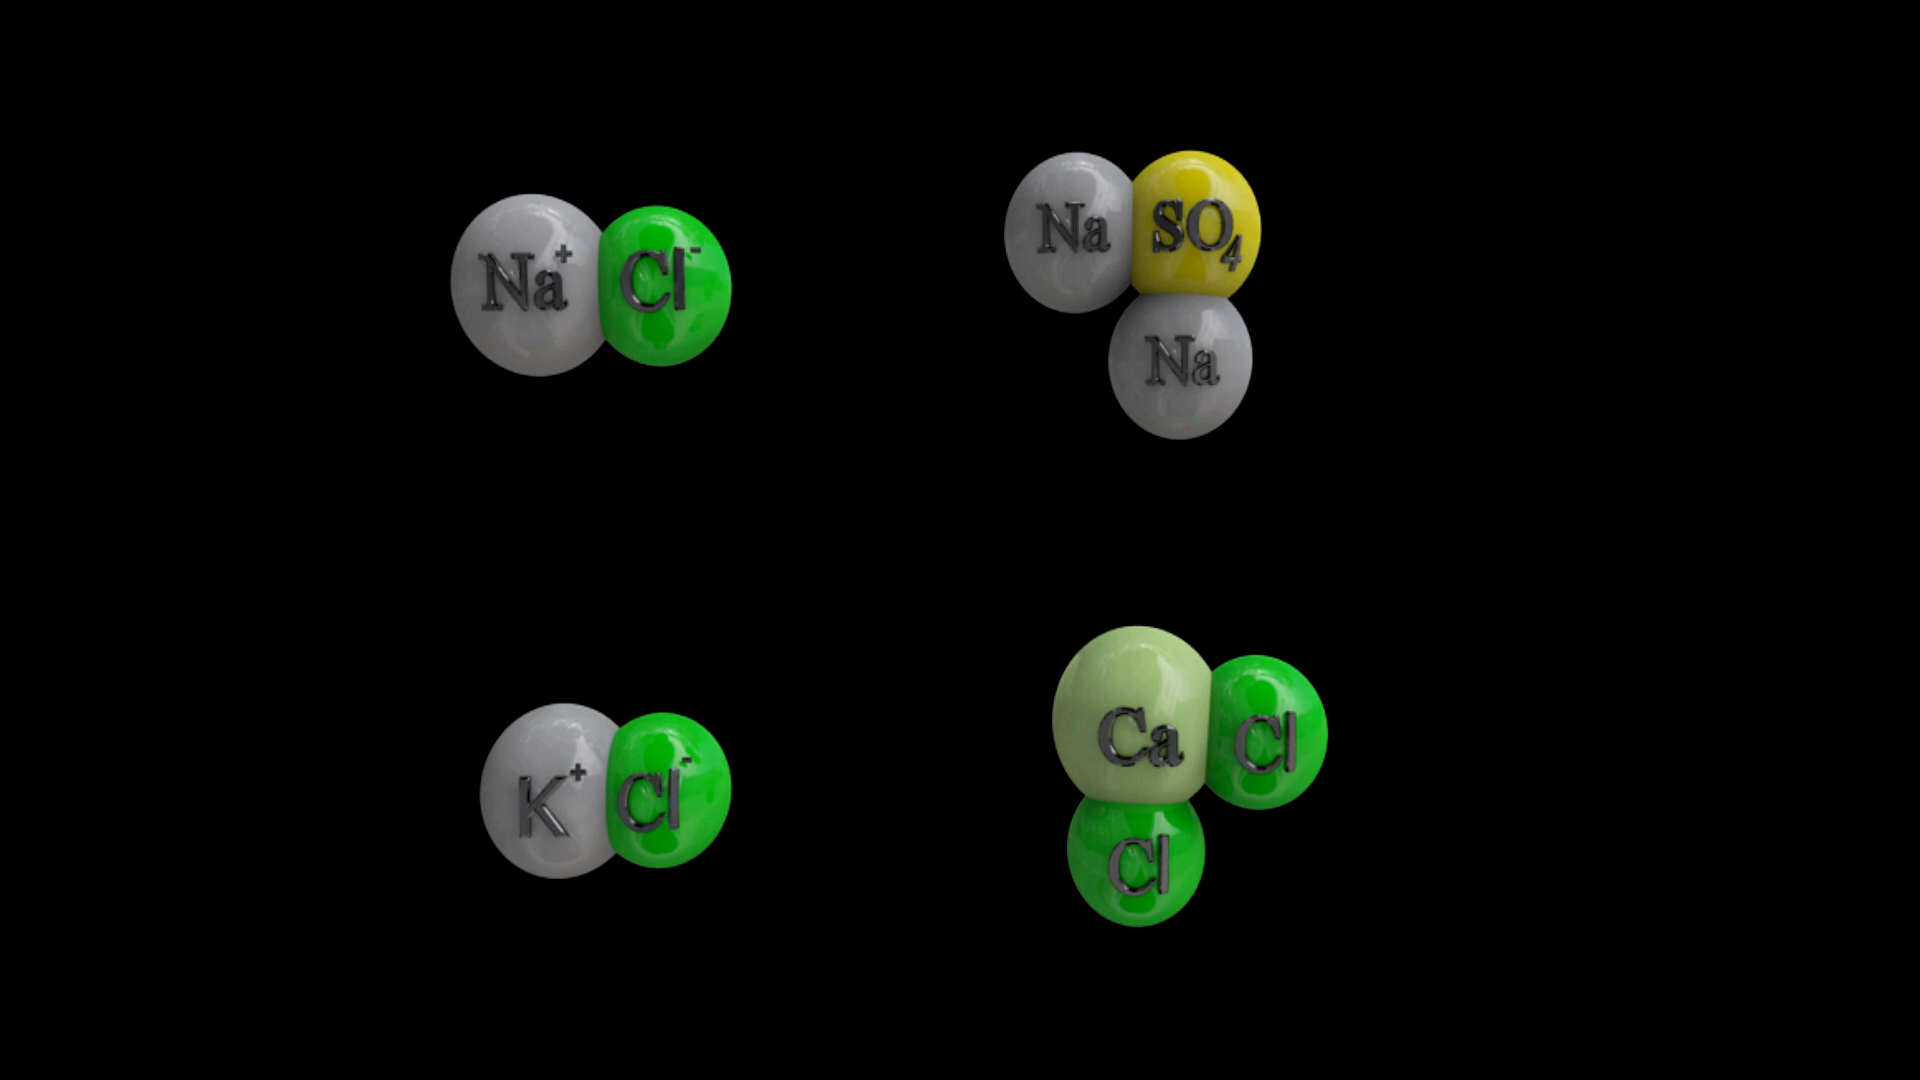 Na⁺ Cl⁻
Na SO₄
Na
K⁺ Cl⁻
Ca Cl
Cl